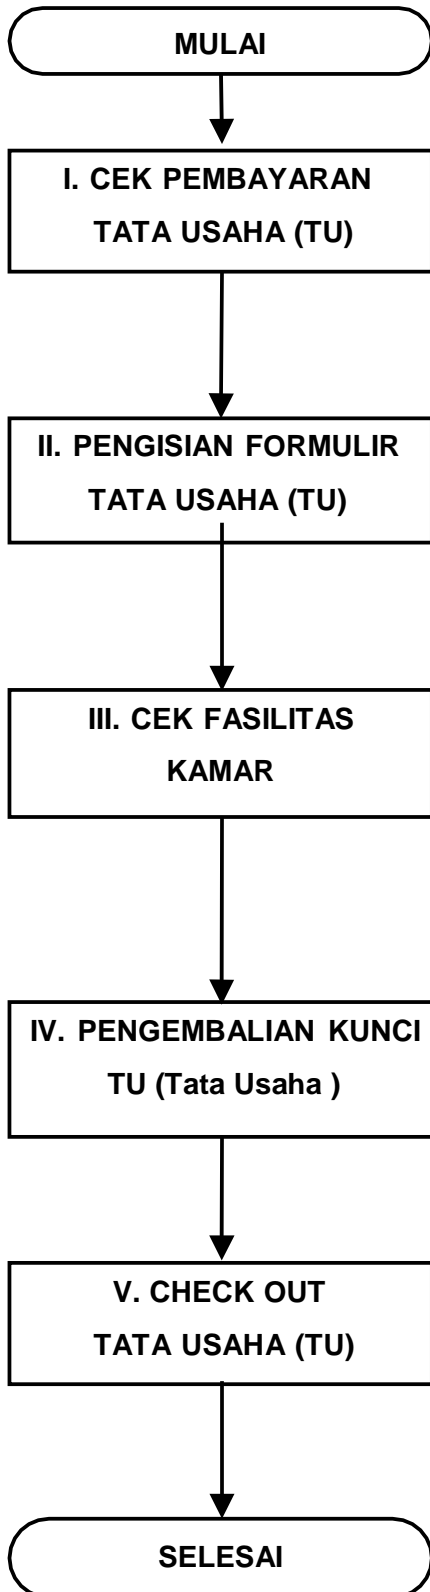 MULAI
I. CEK PEMBAYARAN
TATA USAHA (TU)
II. PENGISIAN FORMULIR
TATA USAHA (TU)
III. CEK FASILITAS
KAMAR
IV. PENGEMBALIAN KUNCI
TU (Tata Usaha )
V. CHECK OUT
TATA USAHA (TU)
SELESAI